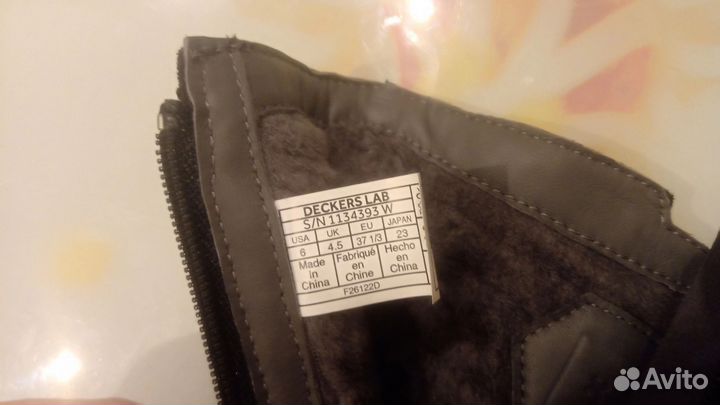 DECKERS LAB
S/N 1134393 W
USA UK EU JAPAN
6 4.5 37 1/3 23
Made in China Fabriqué en Chine Hecho en China
F26122D
Avito